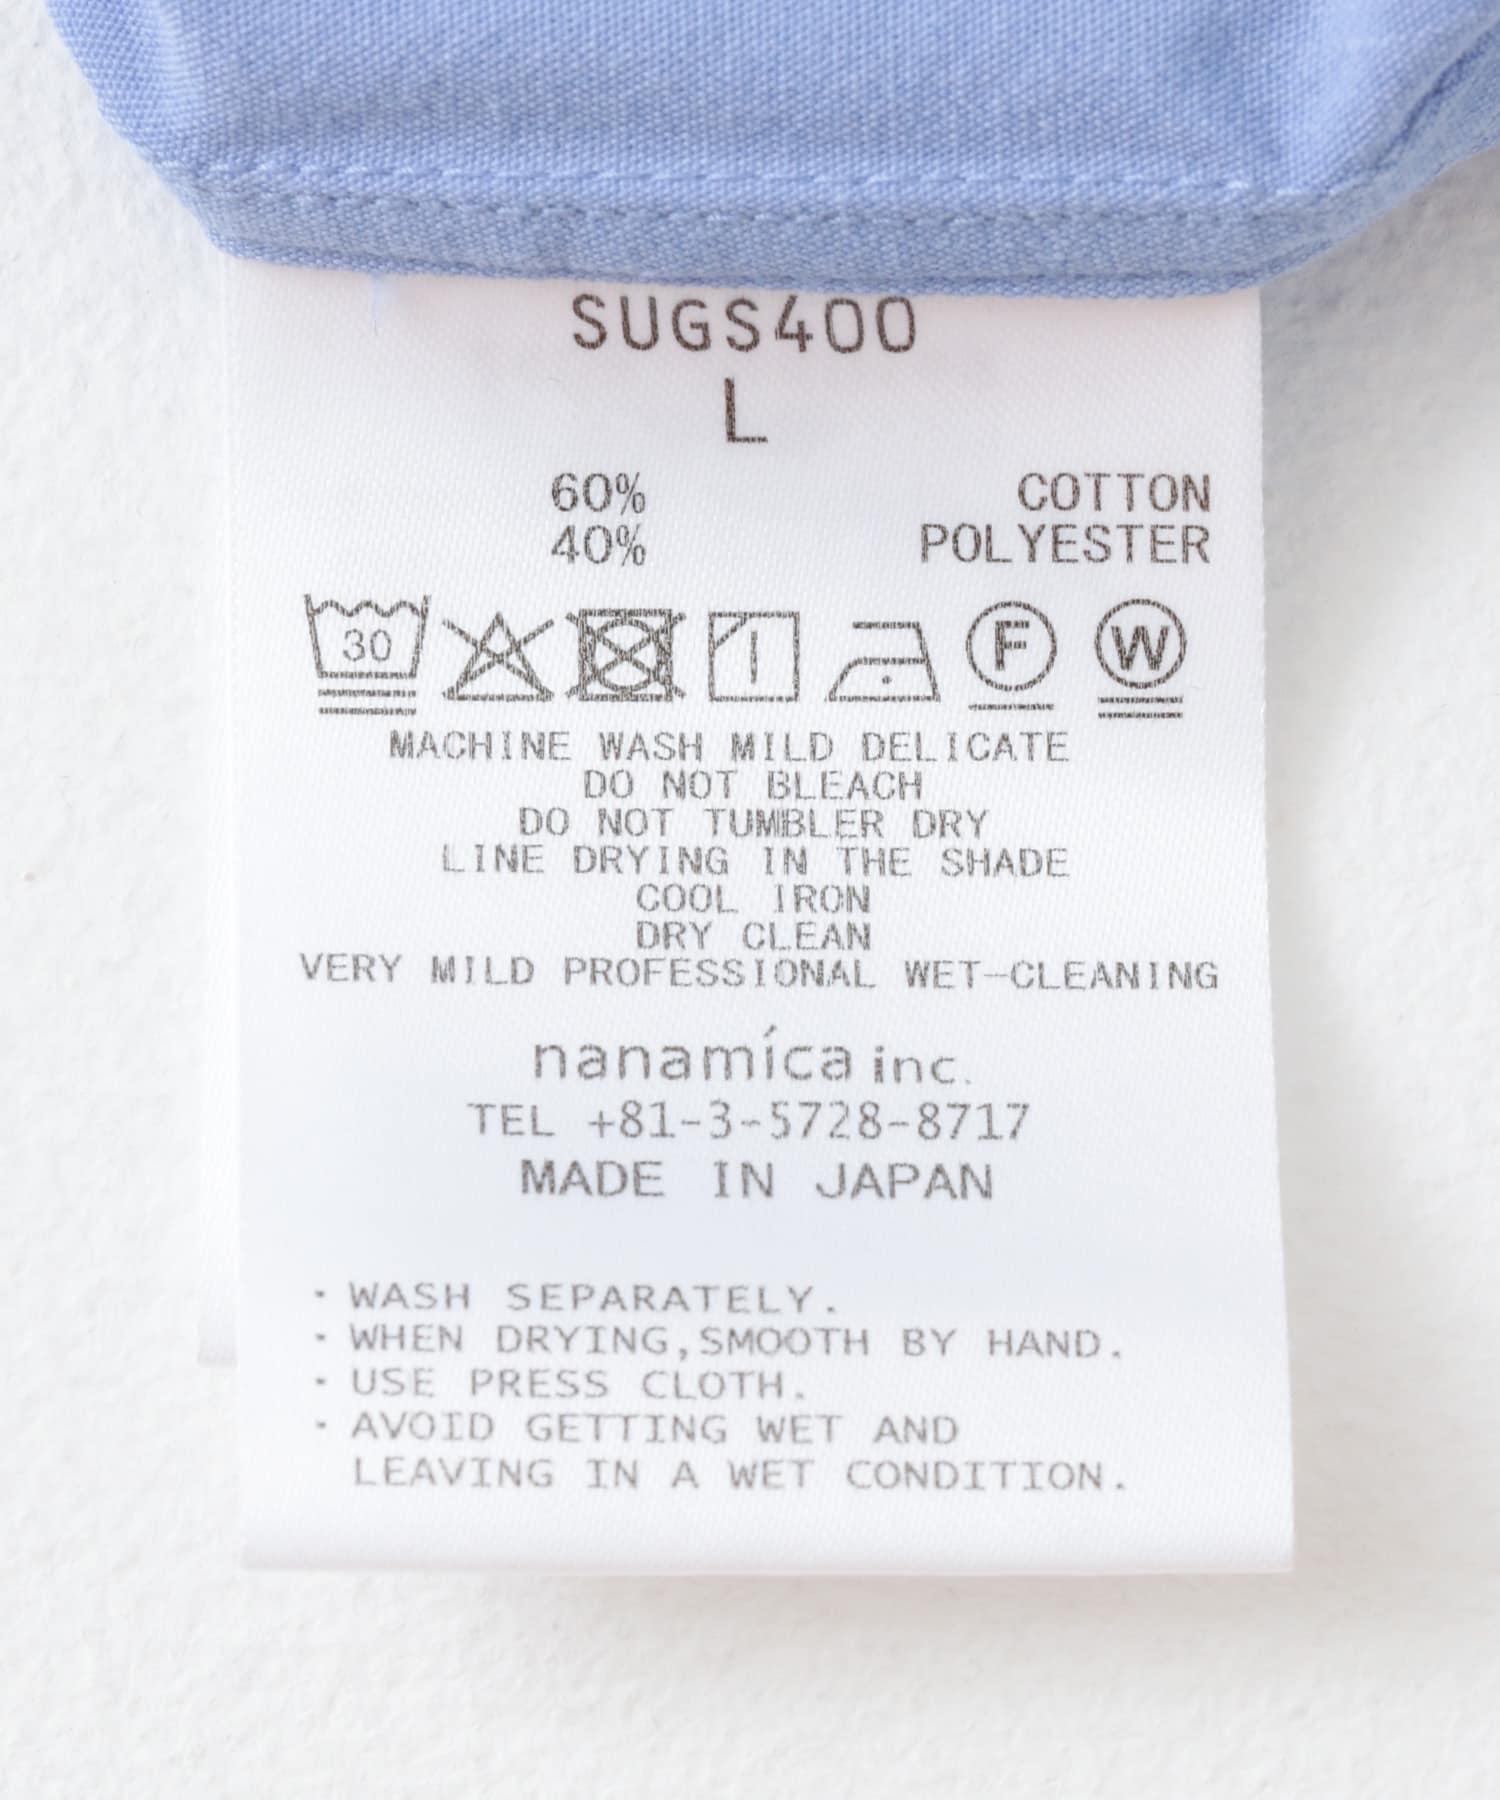 SUGS400
L
60% COTTON
40% POLYESTER
30 F W
MACHINE WASH MILD DELICATE
DO NOT BLEACH
DO NOT TUMBLER DRY
LINE DRYING IN THE SHADE
COOL IRON
DRY CLEAN
VERY MILD PROFESSIONAL WET-CLEANING
nanamíca inc.
TEL +81-3-5728-8717
MADE IN JAPAN
・WASH SEPARATELY.
・WHEN DRYING,SMOOTH BY HAND.
・USE PRESS CLOTH.
・AVOID GETTING WET AND
LEAVING IN A WET CONDITION.